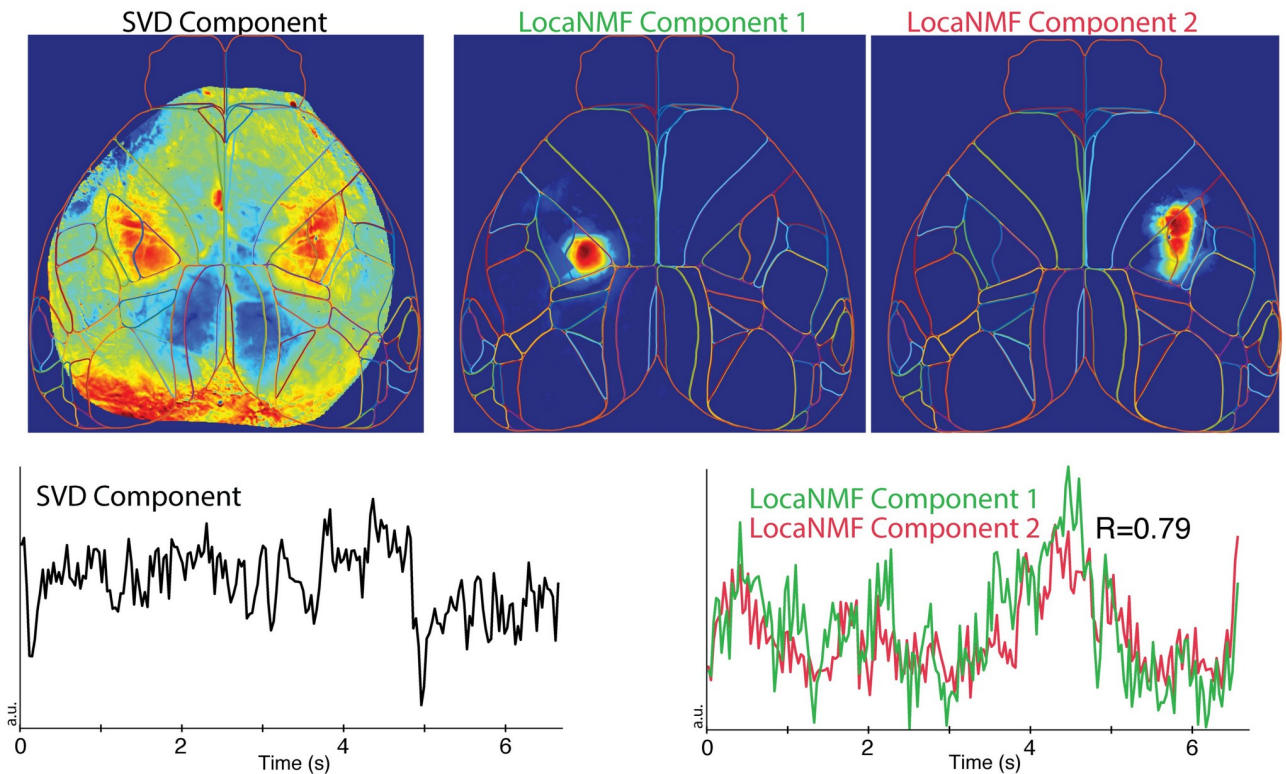 SVD Component
LocaNMF Component 1
LocaNMF Component 2
SVD Component
a.u.
0
2
4
6
Time (s)
LocaNMF Component 1
LocaNMF Component 2
R=0.79
a.u.
0
2
4
6
Time (s)